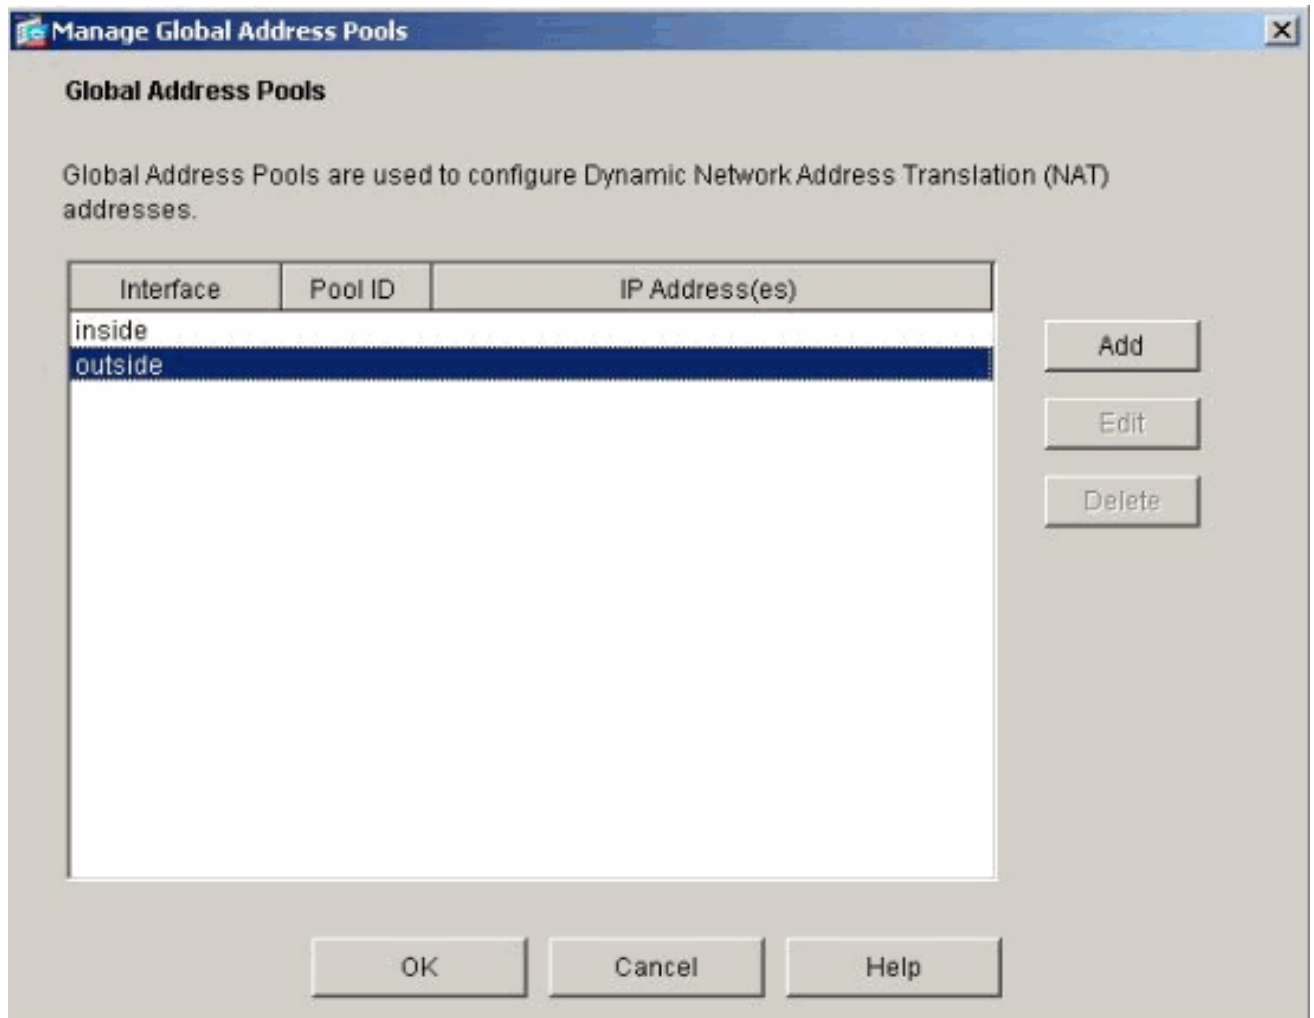 Manage Global Address Pools
Global Address Pools
Global Address Pools are used to configure Dynamic Network Address Translation (NAT)
addresses.
Interface Pool ID IP Address(es)
inside
outside
Add
Edit
Delete
OK Cancel Help